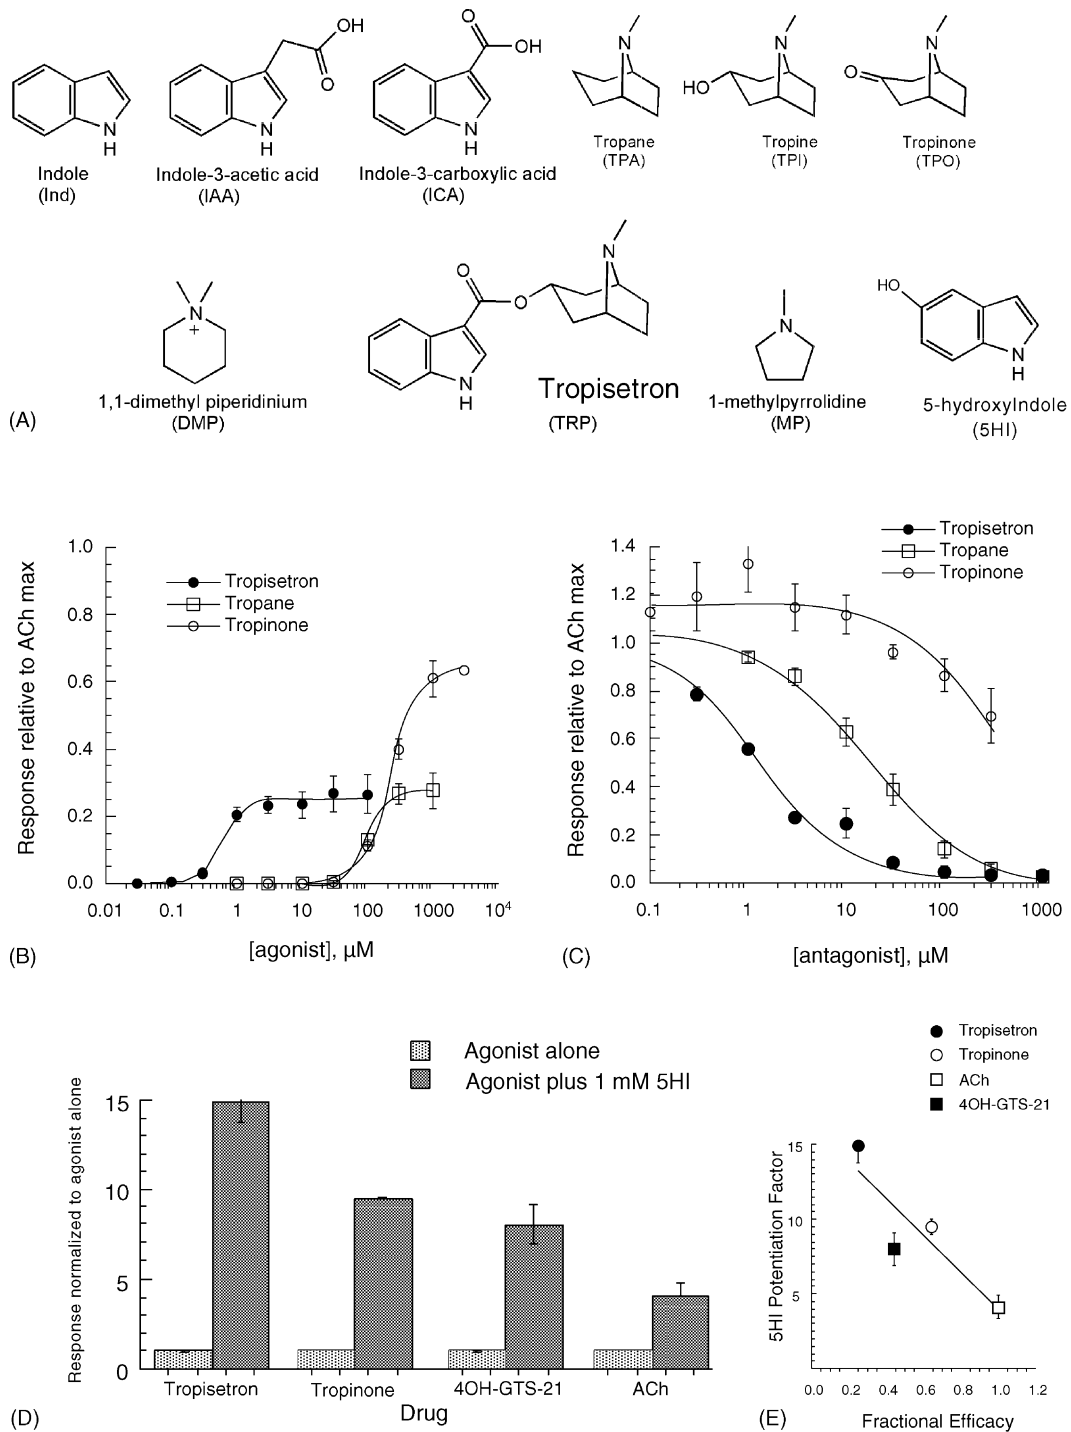 O
OH
O
OH
N
H
N
H
O
N
H
N
HO
N
O
N
Indole
(Ind)
Indole-3-acetic acid
(IAA)
Indole-3-carboxylic acid
(ICA)
Tropane
(TPA)
Tropine
(TPI)
Tropinone
(TPO)
N
+
1,1-dimethyl piperidinium
(DMP)
O
O
N
N
H
Tropisetron
(TRP)
N
1-methylpyrrolidine
(MP)
HO
N
H
5-hydroxyIndole
(5HI)
(A)
Response relative to ACh max
1.0
0.8
0.6
0.4
0.2
0.0
Tropisetron
Tropane
Tropinone
0.01
0.1
1
10
100
1000
10⁴
[agonist], µM
(B)
Response relative to ACh max
1.4
1.2
1.0
0.8
0.6
0.4
0.2
0.0
Tropisetron
Tropane
Tropinone
0.1
1
10
100
1000
[antagonist], µM
(C)
Agonist alone
Agonist plus 1 mM 5HI
Response normalized to agonist alone
15
10
5
0
Tropisetron
Tropinone
4OH-GTS-21
ACh
Drug
(D)
Tropisetron
Tropinone
ACh
4OH-GTS-21
5HI Potentiation Factor
15
10
5
0.0
0.2
0.4
0.6
0.8
1.0
1.2
Fractional Efficacy
(E)